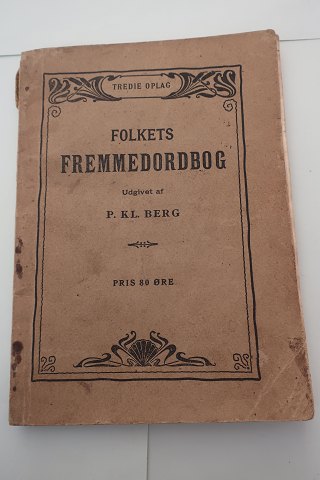 TREDIE OPLAG
FOLKETS
FREMMEDORDBOG
Udgivet af
P. KL. BERG
PRIS 80 ØRE